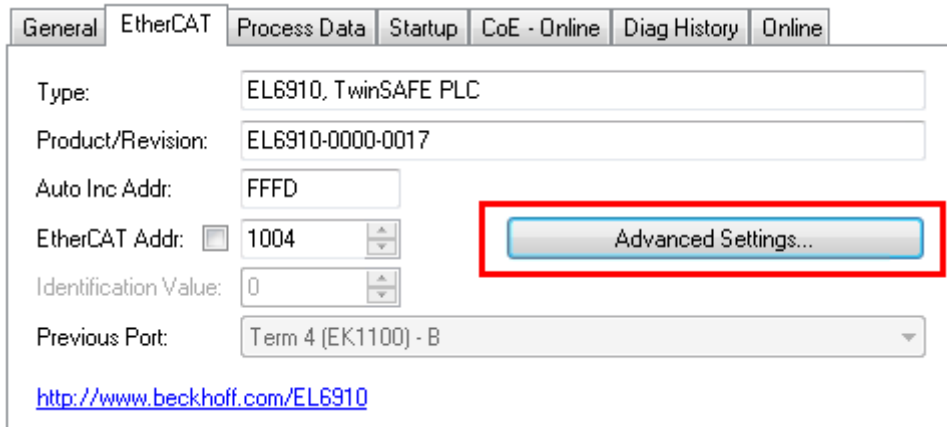 General EtherCAT Process Data Startup CoE - Online Diag History Online
Type: EL6910, TwinSAFE PLC
Product/Revision: EL6910-0000-0017
Auto Inc Addr: FFFD
EtherCAT Addr: 1004 Advanced Settings...
Identification Value: 0
Previous Port: Term 4 (EK1100) - B
http://www.beckhoff.com/EL6910